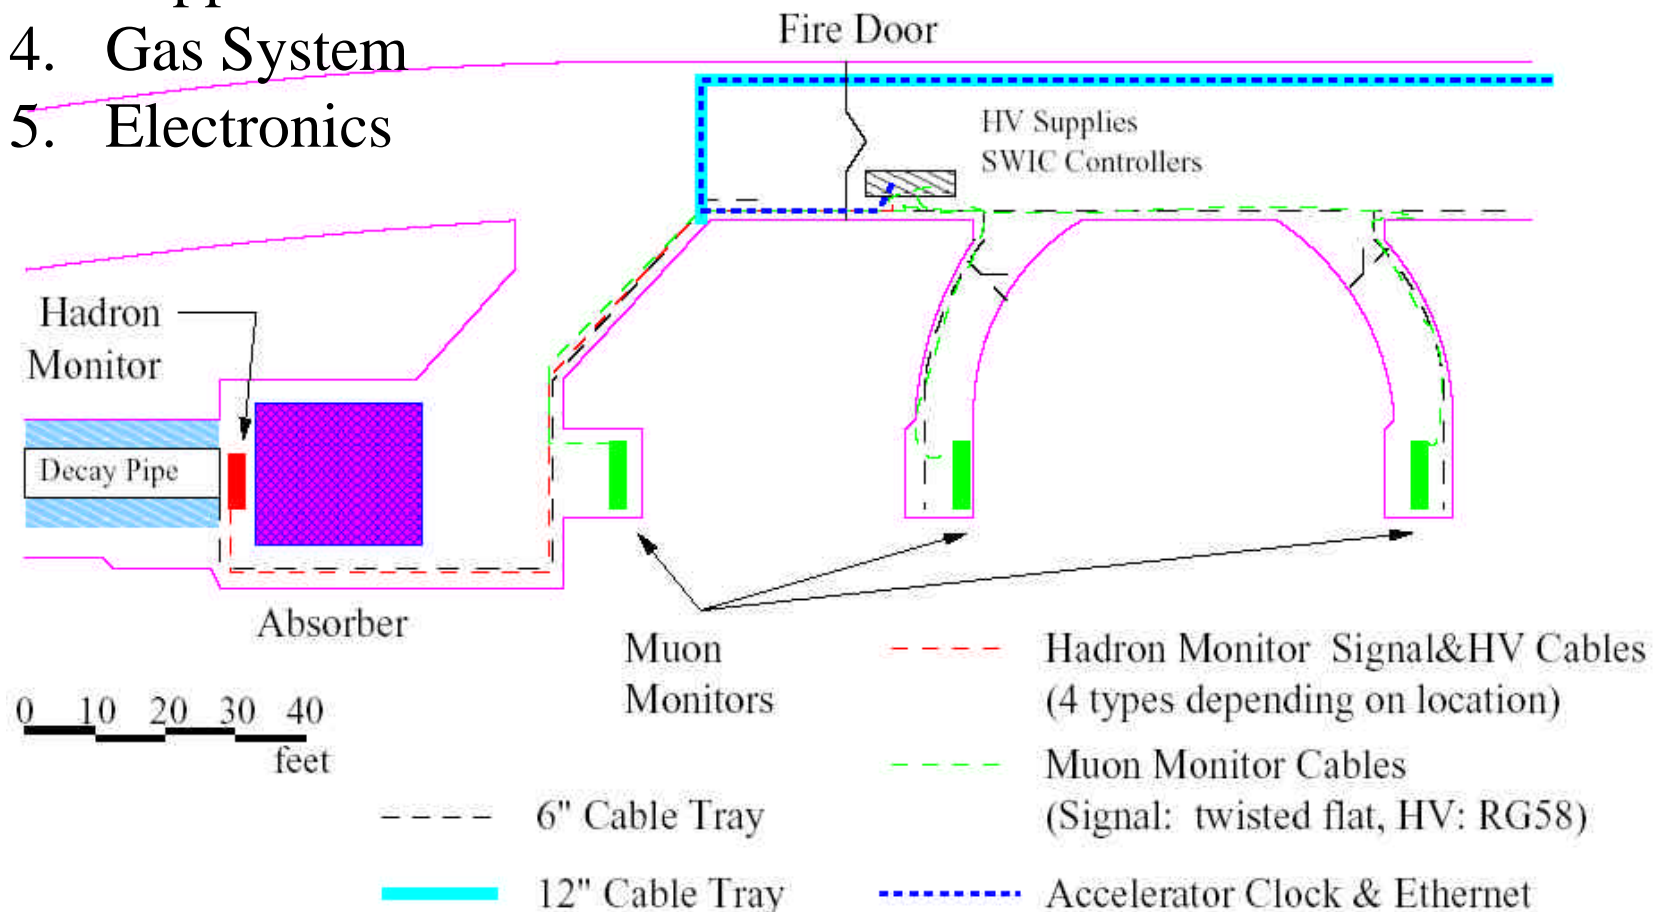 4. Gas System
5. Electronics
Fire Door
HV Supplies
SWIC Controllers
Hadron
Monitor
Decay Pipe
Absorber
Muon
Monitors
0 10 20 30 40
feet
Hadron Monitor Signal&HV Cables
(4 types depending on location)
Muon Monitor Cables
(Signal: twisted flat, HV: RG58)
6" Cable Tray
12" Cable Tray
Accelerator Clock & Ethernet